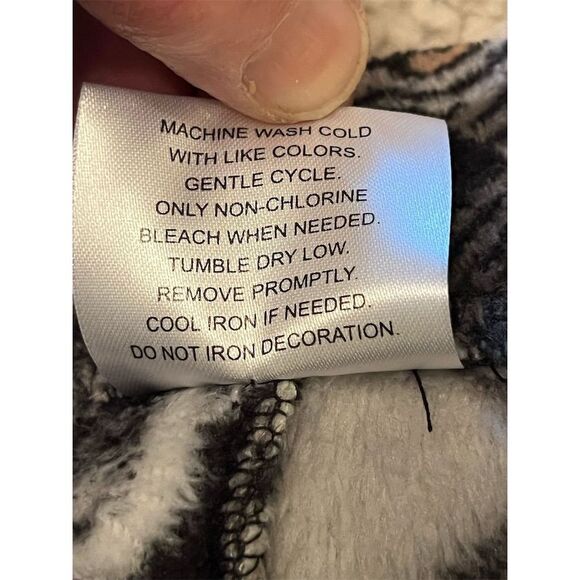 MACHINE WASH COLD
WITH LIKE COLORS.
GENTLE CYCLE.
ONLY NON-CHLORINE
BLEACH WHEN NEEDED.
TUMBLE DRY LOW.
REMOVE PROMPTLY.
COOL IRON IF NEEDED.
DO NOT IRON DECORATION.